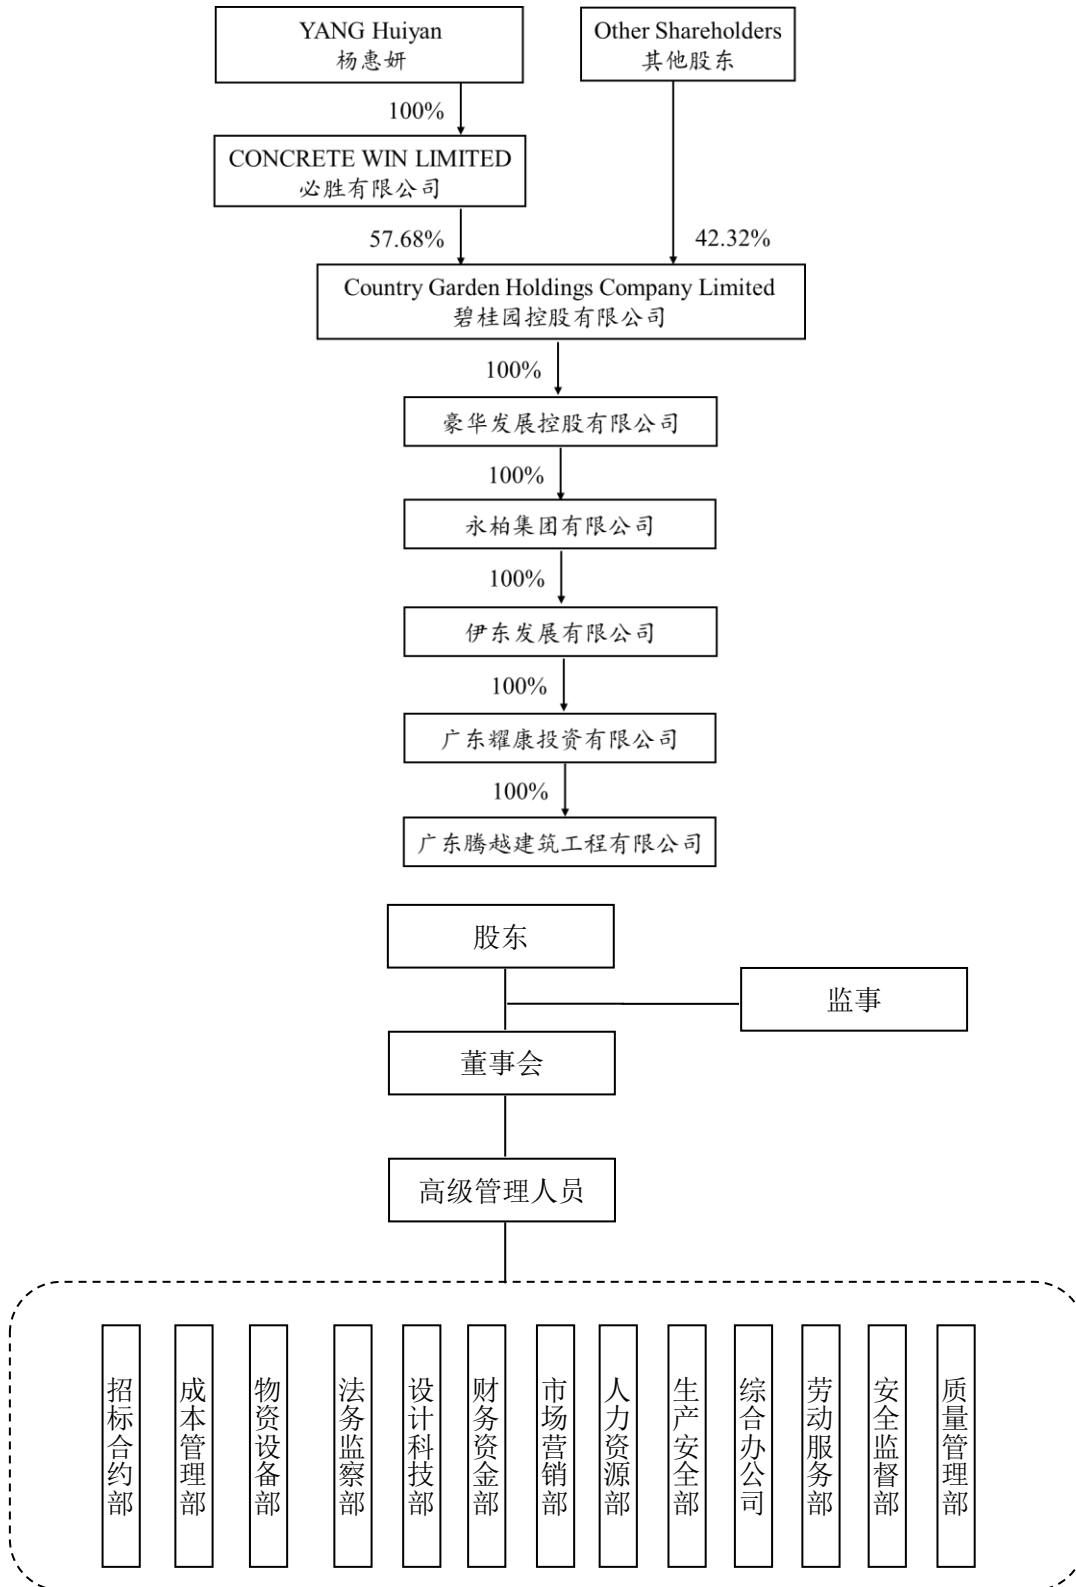 YANG Huiyan
杨惠妍
Other Shareholders
其他股东
100%
CONCRETE WIN LIMITED
必胜有限公司
57.68%
42.32%
Country Garden Holdings Company Limited
碧桂园控股有限公司
100%
豪华发展控股有限公司
100%
永柏集团有限公司
100%
伊东发展有限公司
100%
广东耀康投资有限公司
100%
广东腾越建筑工程有限公司
股东
监事
董事会
高级管理人员
招标合约部
成本管理部
物资设备部
法务监察部
设计科技部
财务资金部
市场营销部
人力资源部
生产安全部
综合办公司
劳动服务部
安全监督部
质量管理部